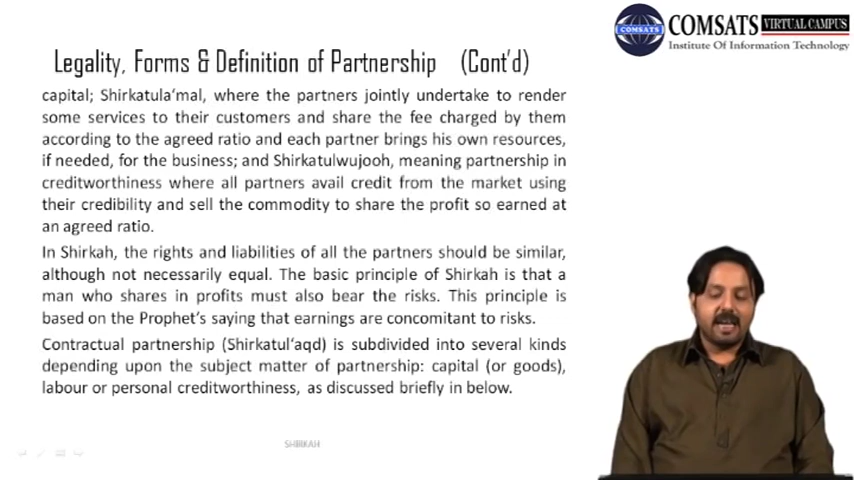 COMSATS VIRTUAL CAMPUS
COMSATS
Institute Of Information Technology
Legality, Forms & Definition of Partnership (Cont'd)
capital; Shirkatula‘mal, where the partners jointly undertake to render
some services to their customers and share the fee charged by them
according to the agreed ratio and each partner brings his own resources,
if needed, for the business; and Shirkatulwujooh, meaning partnership in
creditworthiness where all partners avail credit from the market using
their credibility and sell the commodity to share the profit so earned at
an agreed ratio.
In Shirkah, the rights and liabilities of all the partners should be similar,
although not necessarily equal. The basic principle of Shirkah is that a
man who shares in profits must also bear the risks. This principle is
based on the Prophet's saying that earnings are concomitant to risks.
Contractual partnership (Shirkatul‘aqd) is subdivided into several kinds
depending upon the subject matter of partnership: capital (or goods),
labour or personal creditworthiness, as discussed briefly in below.
SHIRKAH